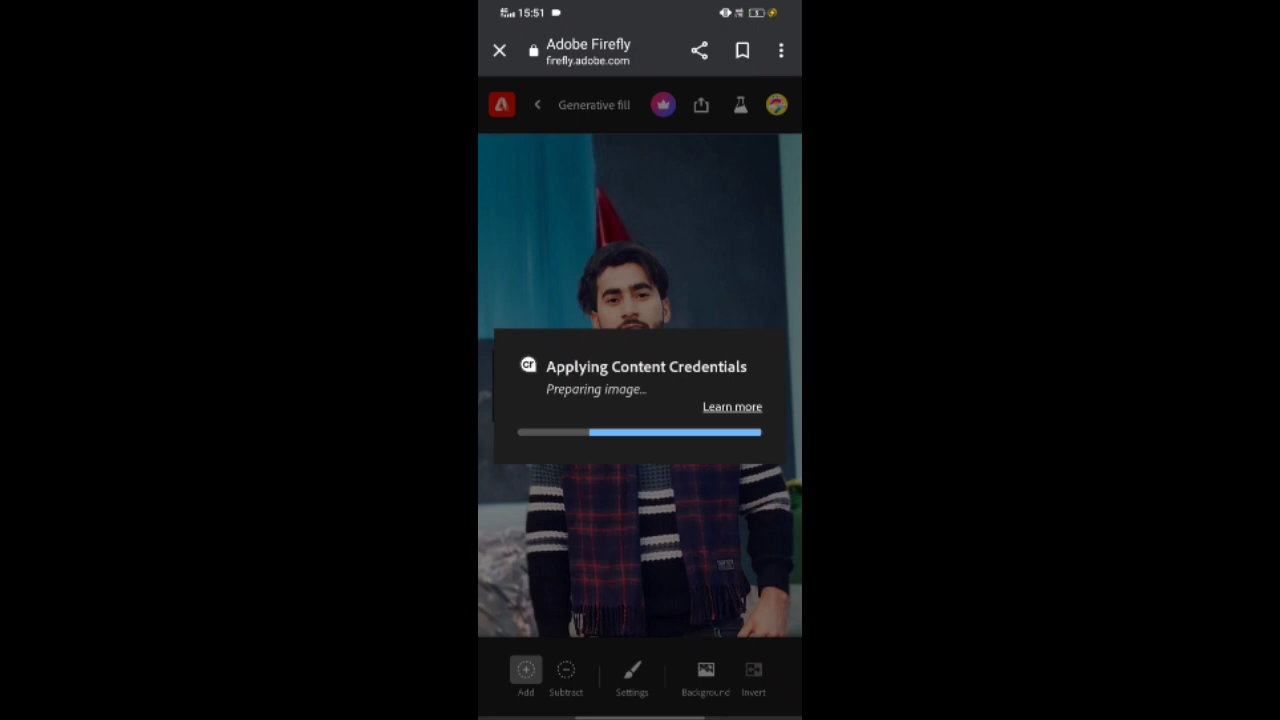 15:51
Adobe Firefly
firefly.adobe.com
Generative fill
cr
Applying Content Credentials
Preparing image...
Learn more
Add
Subtract
Settings
Background
Invert